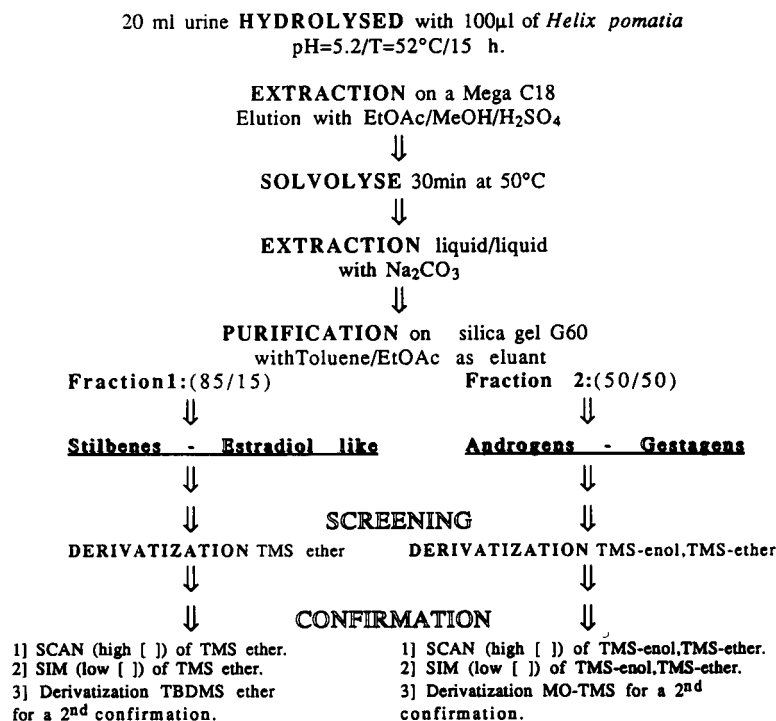 20 ml urine HYDROLYSED with 100µl of Helix pomatia
pH=5.2/T=52°C/15 h.
EXTRACTION on a Mega C18
Elution with EtOAc/MeOH/H₂SO₄
⇓
SOLVOLYSE 30min at 50°C
⇓
EXTRACTION liquid/liquid
with Na₂CO₃
⇓
PURIFICATION on silica gel G60
withToluene/EtOAc as eluant
Fraction1:(85/15)
Fraction 2:(50/50)
⇓ ⇓
Stilbenes - Estradiol like
Androgens - Gestagens
⇓ ⇓
⇓ SCREENING ⇓
DERIVATIZATION TMS ether
DERIVATIZATION TMS-enol,TMS-ether
⇓ ⇓
⇓ CONFIRMATION ⇓
1] SCAN (high [ ]) of TMS ether.
2] SIM (low [ ]) of TMS ether.
3] Derivatization TBDMS ether
for a 2nd confirmation.
1] SCAN (high [ ]) of TMS-enol,TMS-ether.
2] SIM (low [ ]) of TMS-enol,TMS-ether.
3] Derivatization MO-TMS for a 2nd
confirmation.